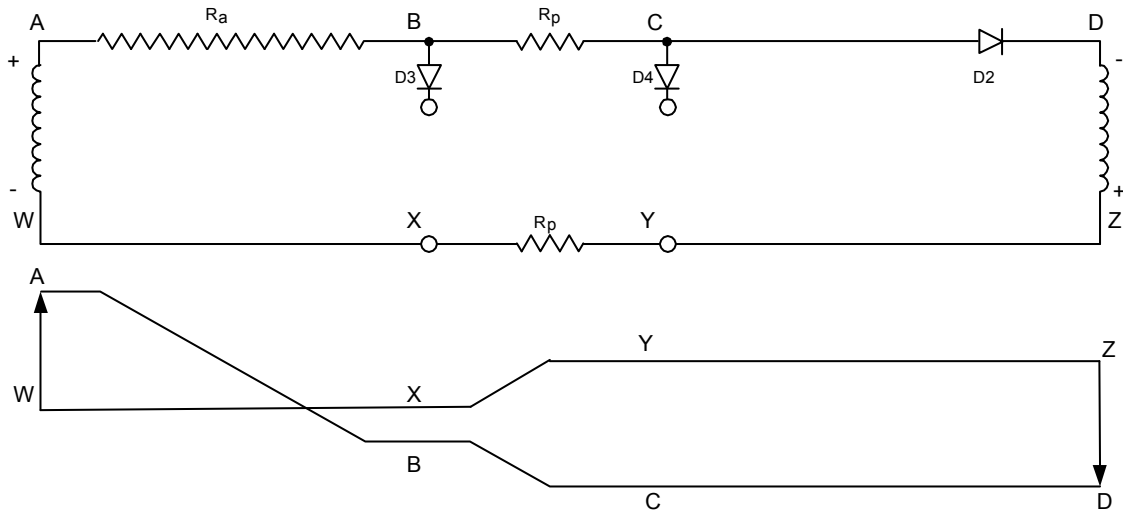 A Ra B Rp C D
+ D3 D4 D2 -
- +
W X Rp Y Z
A
Y Z
W X
B
C D